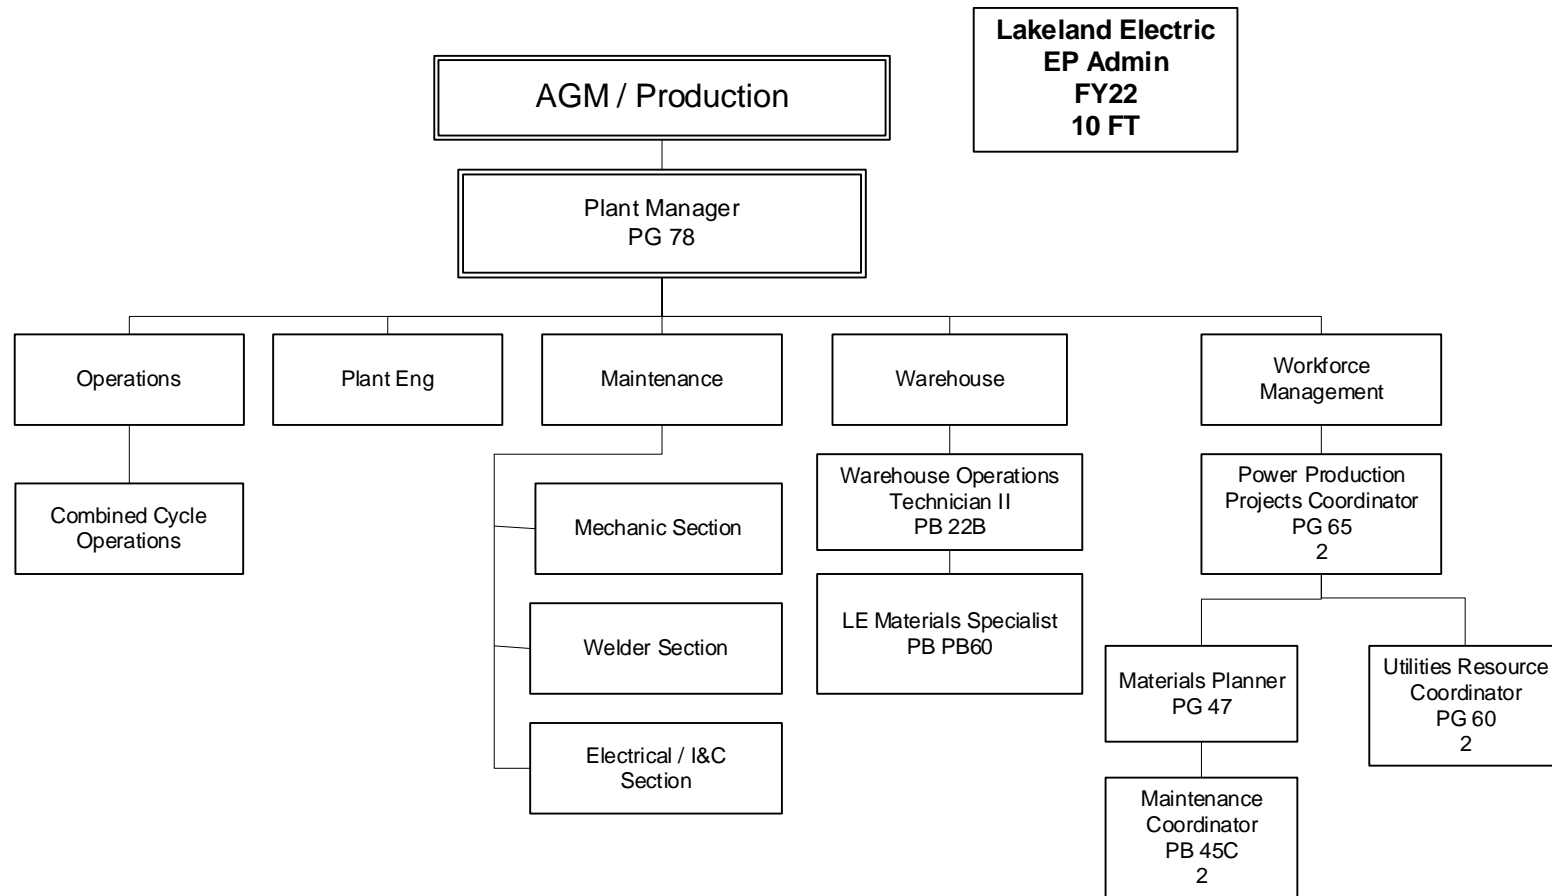 Lakeland Electric
EP Admin
FY22
10 FT
AGM / Production
Plant Manager
PG 78
Operations
Plant Eng
Maintenance
Warehouse
Workforce
Management
Combined Cycle
Operations
Mechanic Section
Welder Section
Electrical / I&C
Section
Warehouse Operations
Technician II
PB 22B
LE Materials Specialist
PB PB60
Power Production
Projects Coordinator
PG 65
2
Materials Planner
PG 47
Maintenance
Coordinator
PB 45C
2
Utilities Resource
Coordinator
PG 60
2